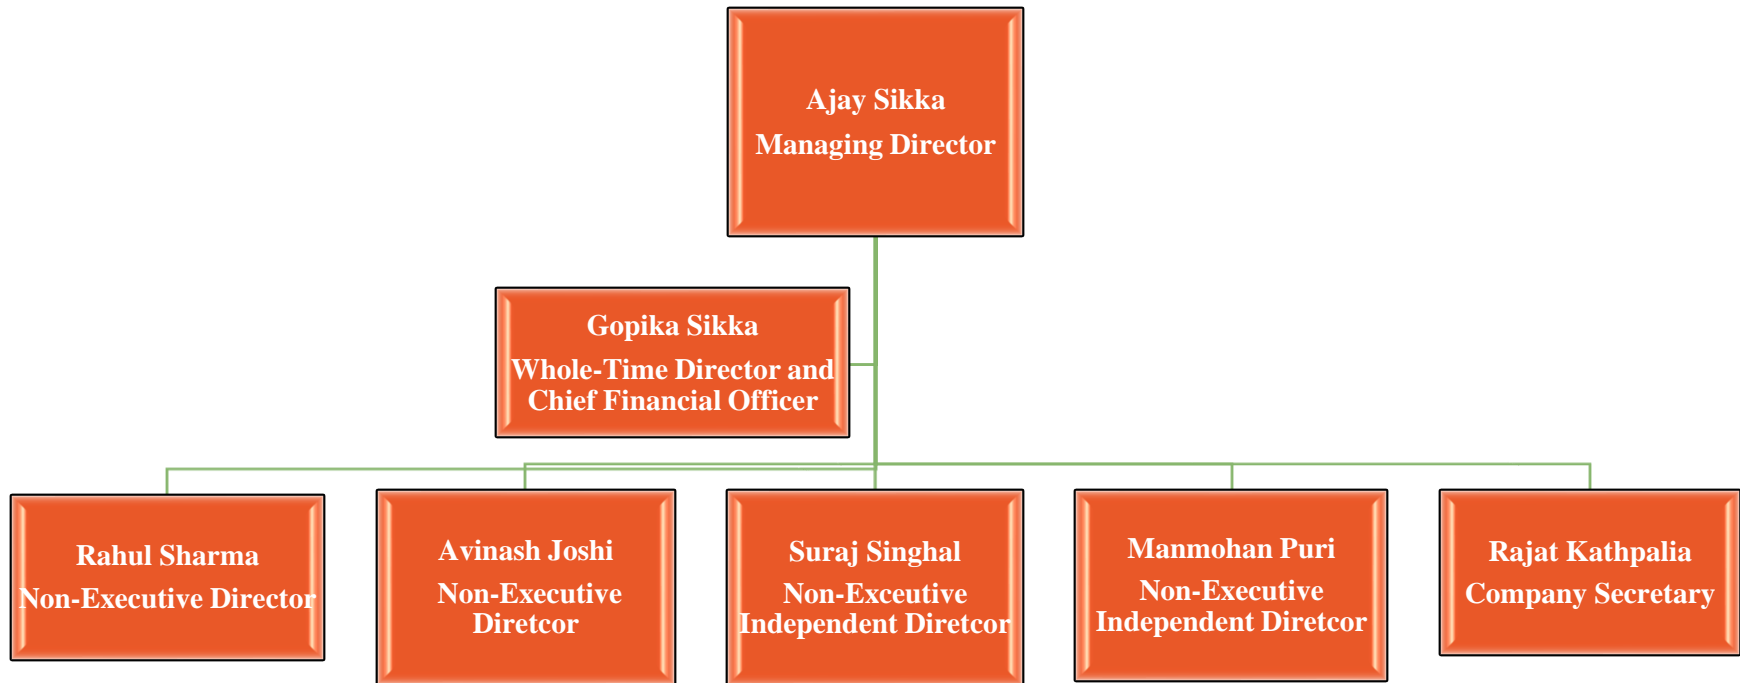 Ajay Sikka
Managing Director
Gopika Sikka
Whole-Time Director and
Chief Financial Officer
Rahul Sharma
Non-Executive Director
Avinash Joshi
Non-Executive
Diretcor
Suraj Singhal
Non-Exceutive
Independent Diretcor
Manmohan Puri
Non-Executive
Independent Diretcor
Rajat Kathpalia
Company Secretary